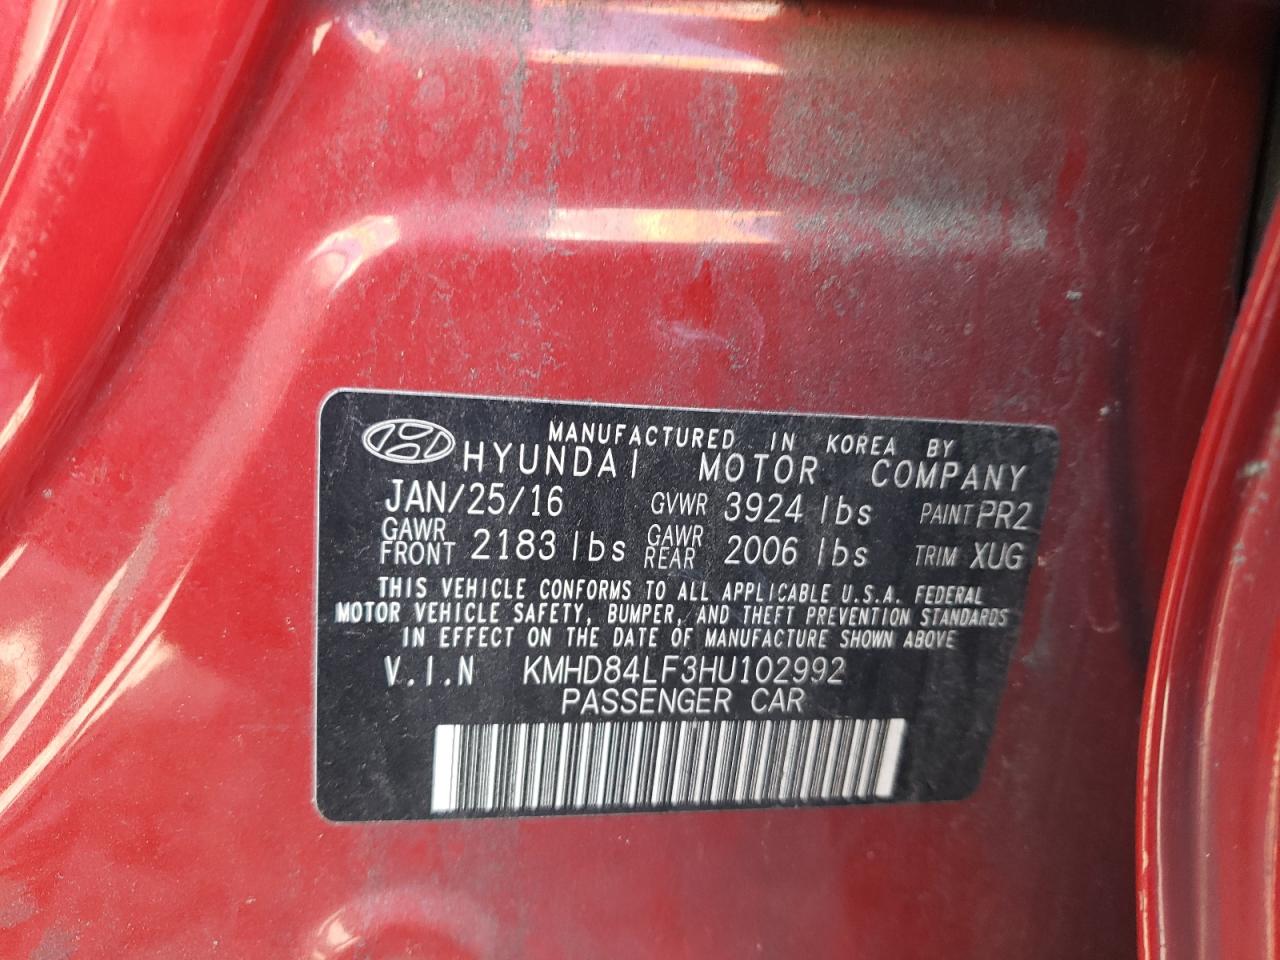 MANUFACTURED IN KOREA BY
HYUNDAI MOTOR COMPANY
JAN/25/16 GVWR 3924 lbs PAINT PR2
GAWR FRONT 2183 lbs GAWR REAR 2006 lbs TRIM XUG
THIS VEHICLE CONFORMS TO ALL APPLICABLE U.S.A. FEDERAL
MOTOR VEHICLE SAFETY, BUMPER, AND THEFT PREVENTION STANDARDS
IN EFFECT ON THE DATE OF MANUFACTURE SHOWN ABOVE
V.I.N KMHD84LF3HU102992
PASSENGER CAR